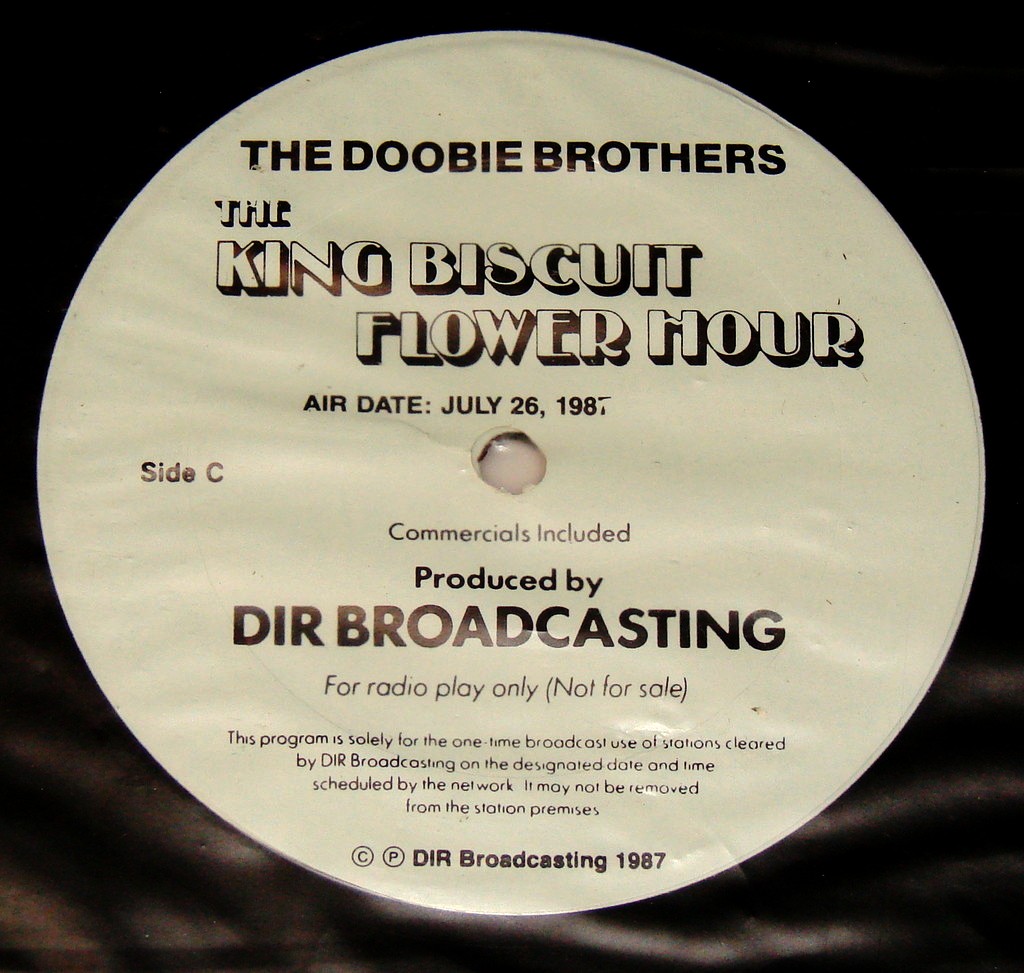 THE DOOBIE BROTHERS
THE
KING BISCUIT
FLOWER HOUR
AIR DATE: JULY 26, 1987
Side C
Commercials Included
Produced by
DIR BROADCASTING
For radio play only (Not for sale)
This program is solely for the one-time broadcast use of stations cleared
by DIR Broadcasting on the designated date and time
scheduled by the network It may not be removed
from the station premises
© ℗ DIR Broadcasting 1987